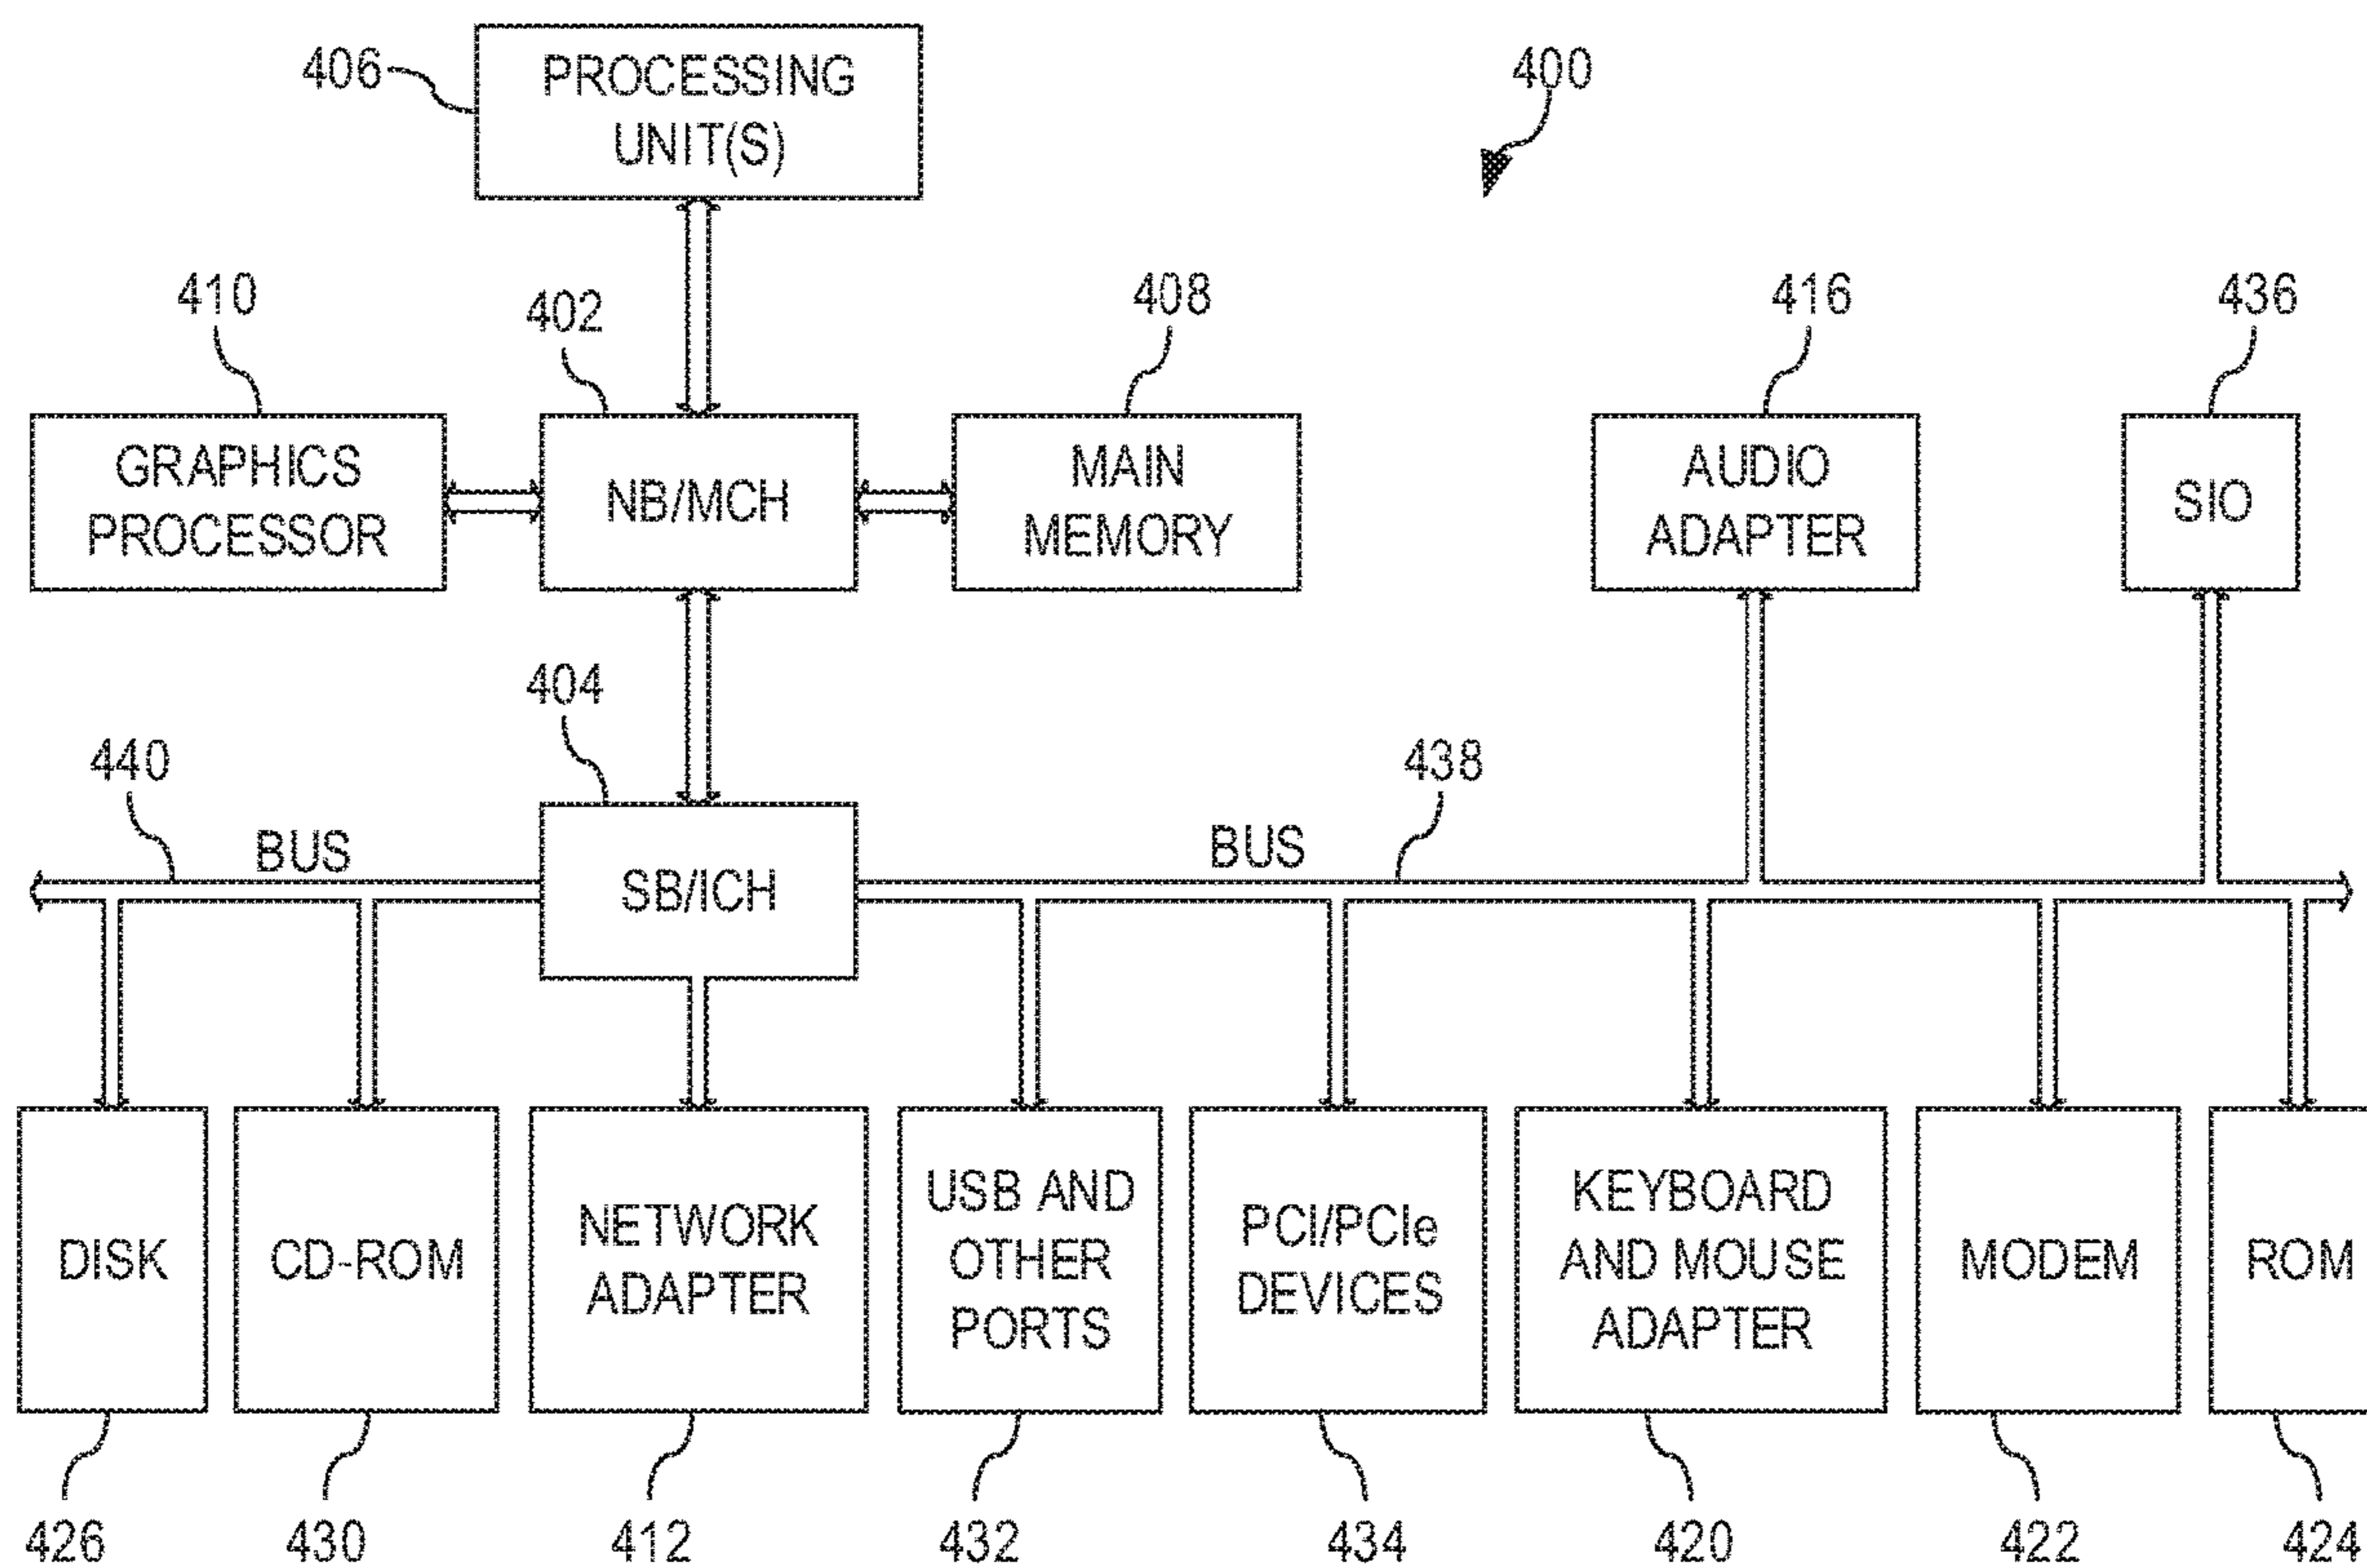 406
PROCESSING
UNIT(S)
400
410
402
408
416
436
GRAPHICS
PROCESSOR
NB/MCH
MAIN
MEMORY
AUDIO
ADAPTER
SIO
404
440
438
BUS
BUS
SB/ICH
DISK
CD-ROM
NETWORK
ADAPTER
USB AND
OTHER
PORTS
PCI/PCIe
DEVICES
KEYBOARD
AND MOUSE
ADAPTER
MODEM
ROM
426
430
412
432
434
420
422
424